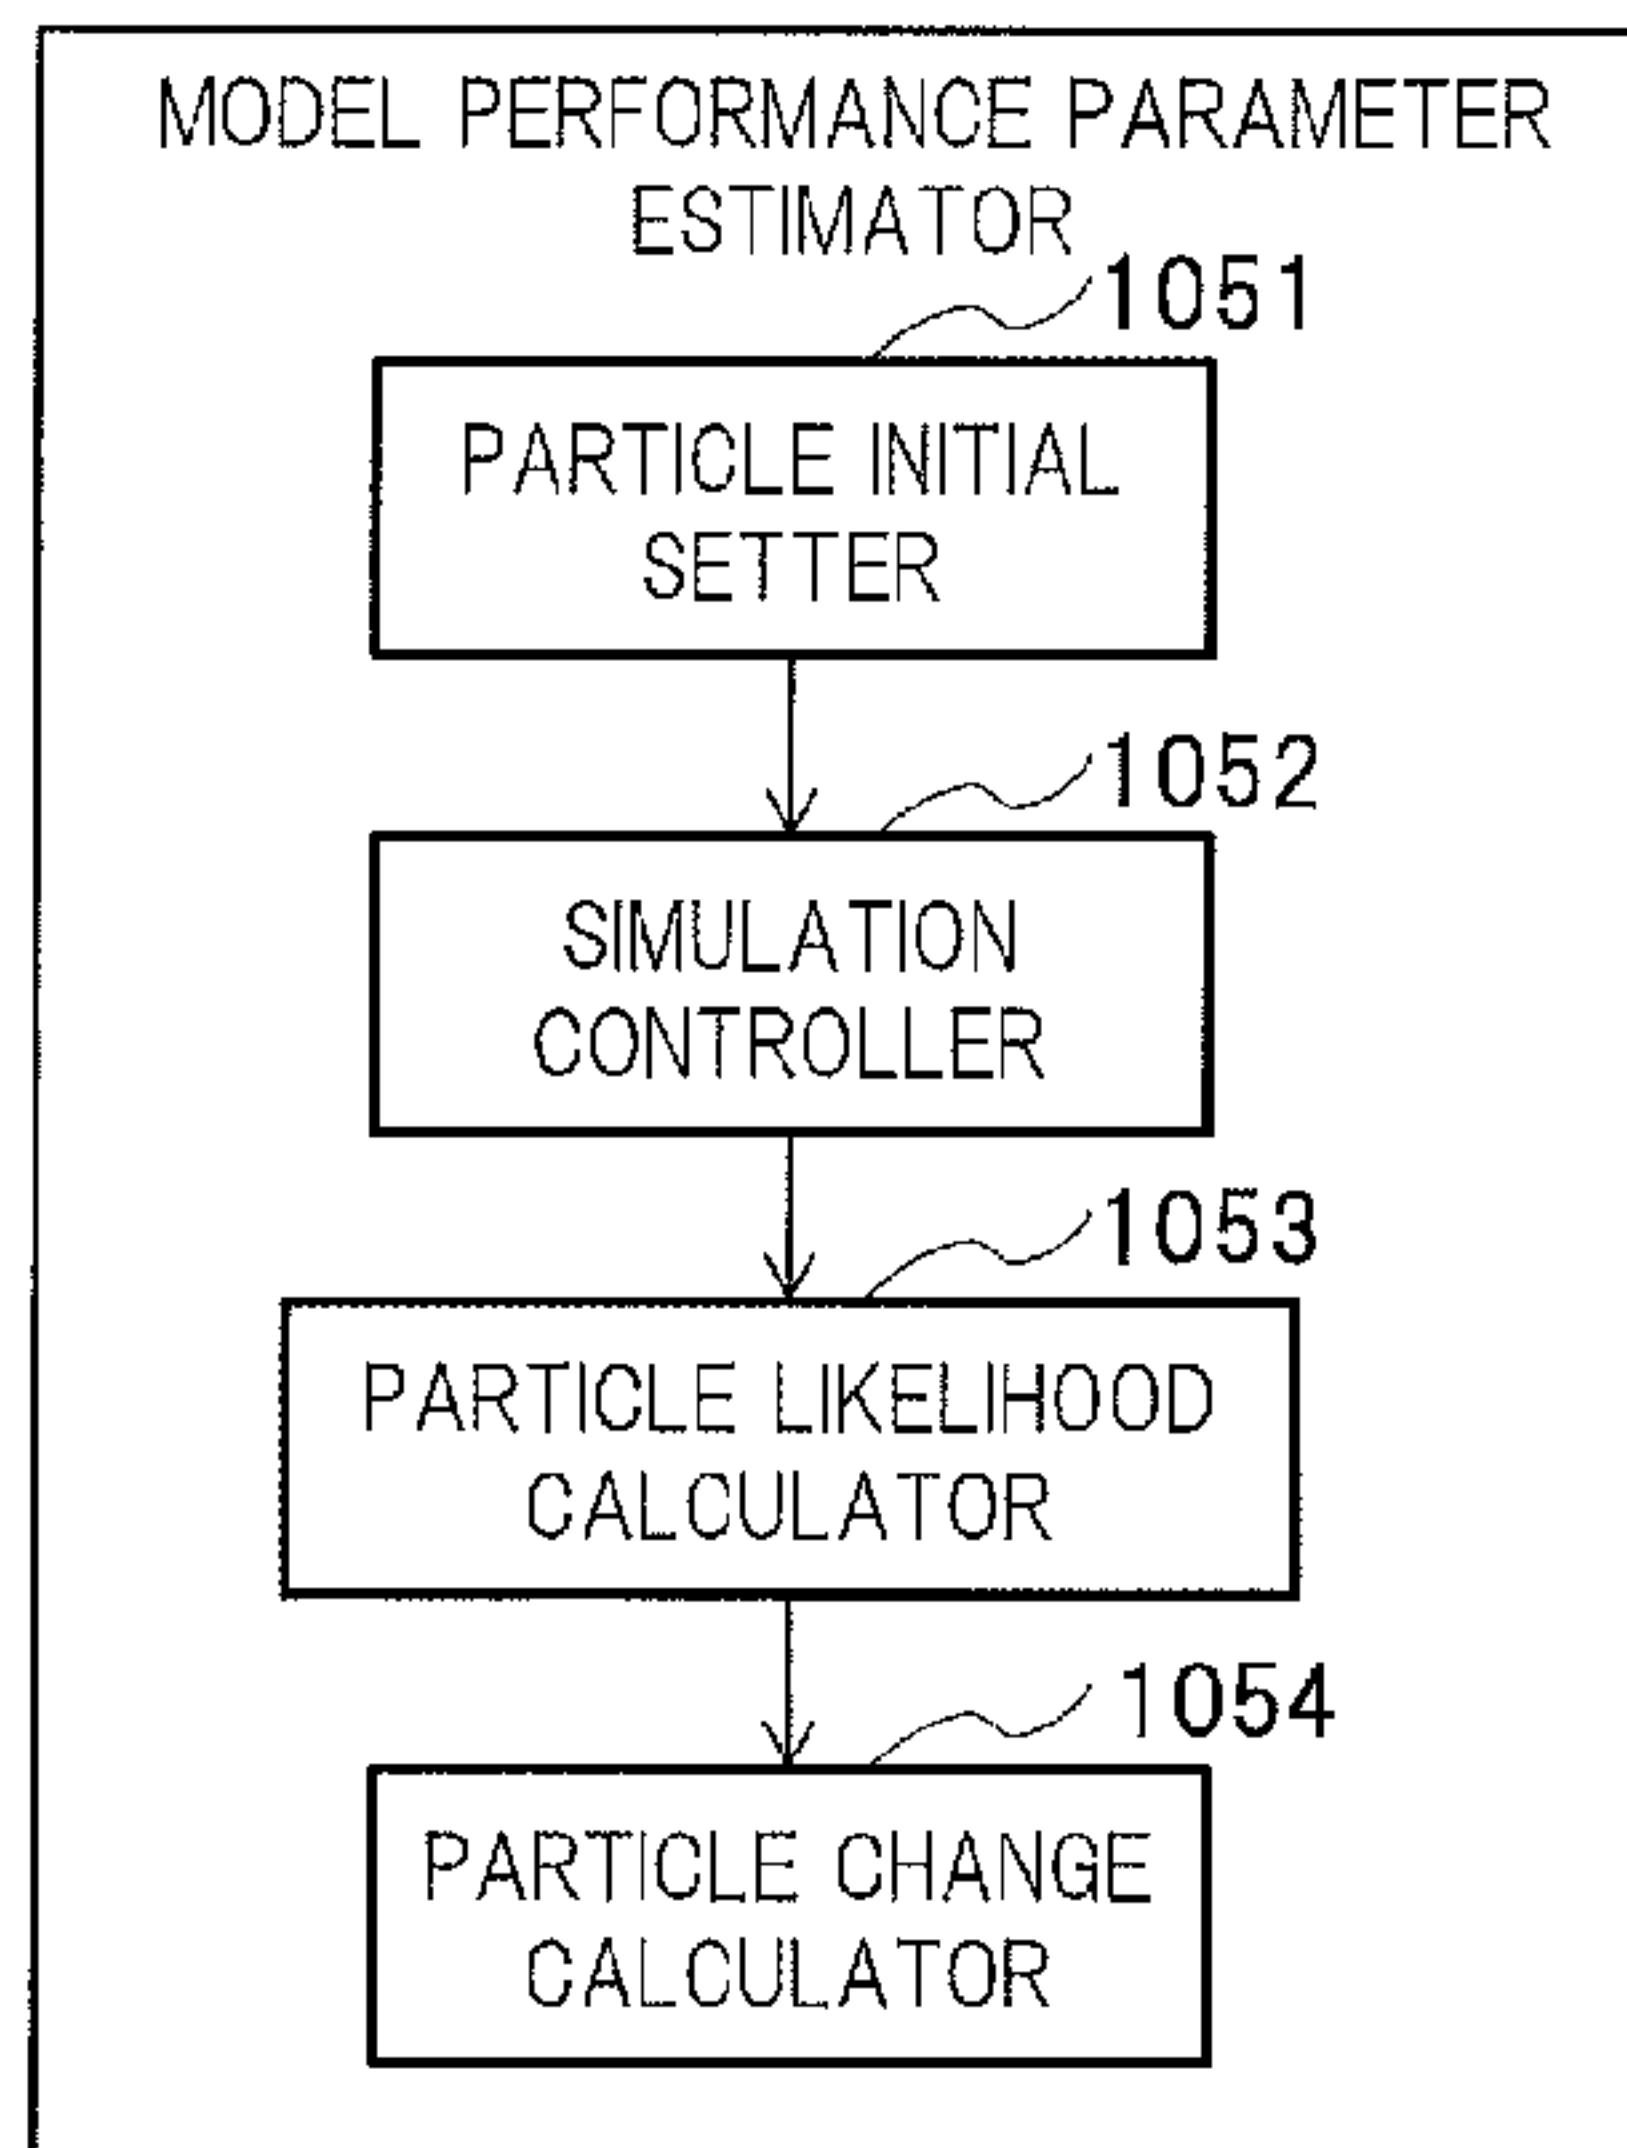 MODEL PERFORMANCE PARAMETER
ESTIMATOR
1051
PARTICLE INITIAL
SETTER
1052
SIMULATION
CONTROLLER
1053
PARTICLE LIKELIHOOD
CALCULATOR
1054
PARTICLE CHANGE
CALCULATOR